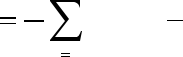 = − ∑ −
=